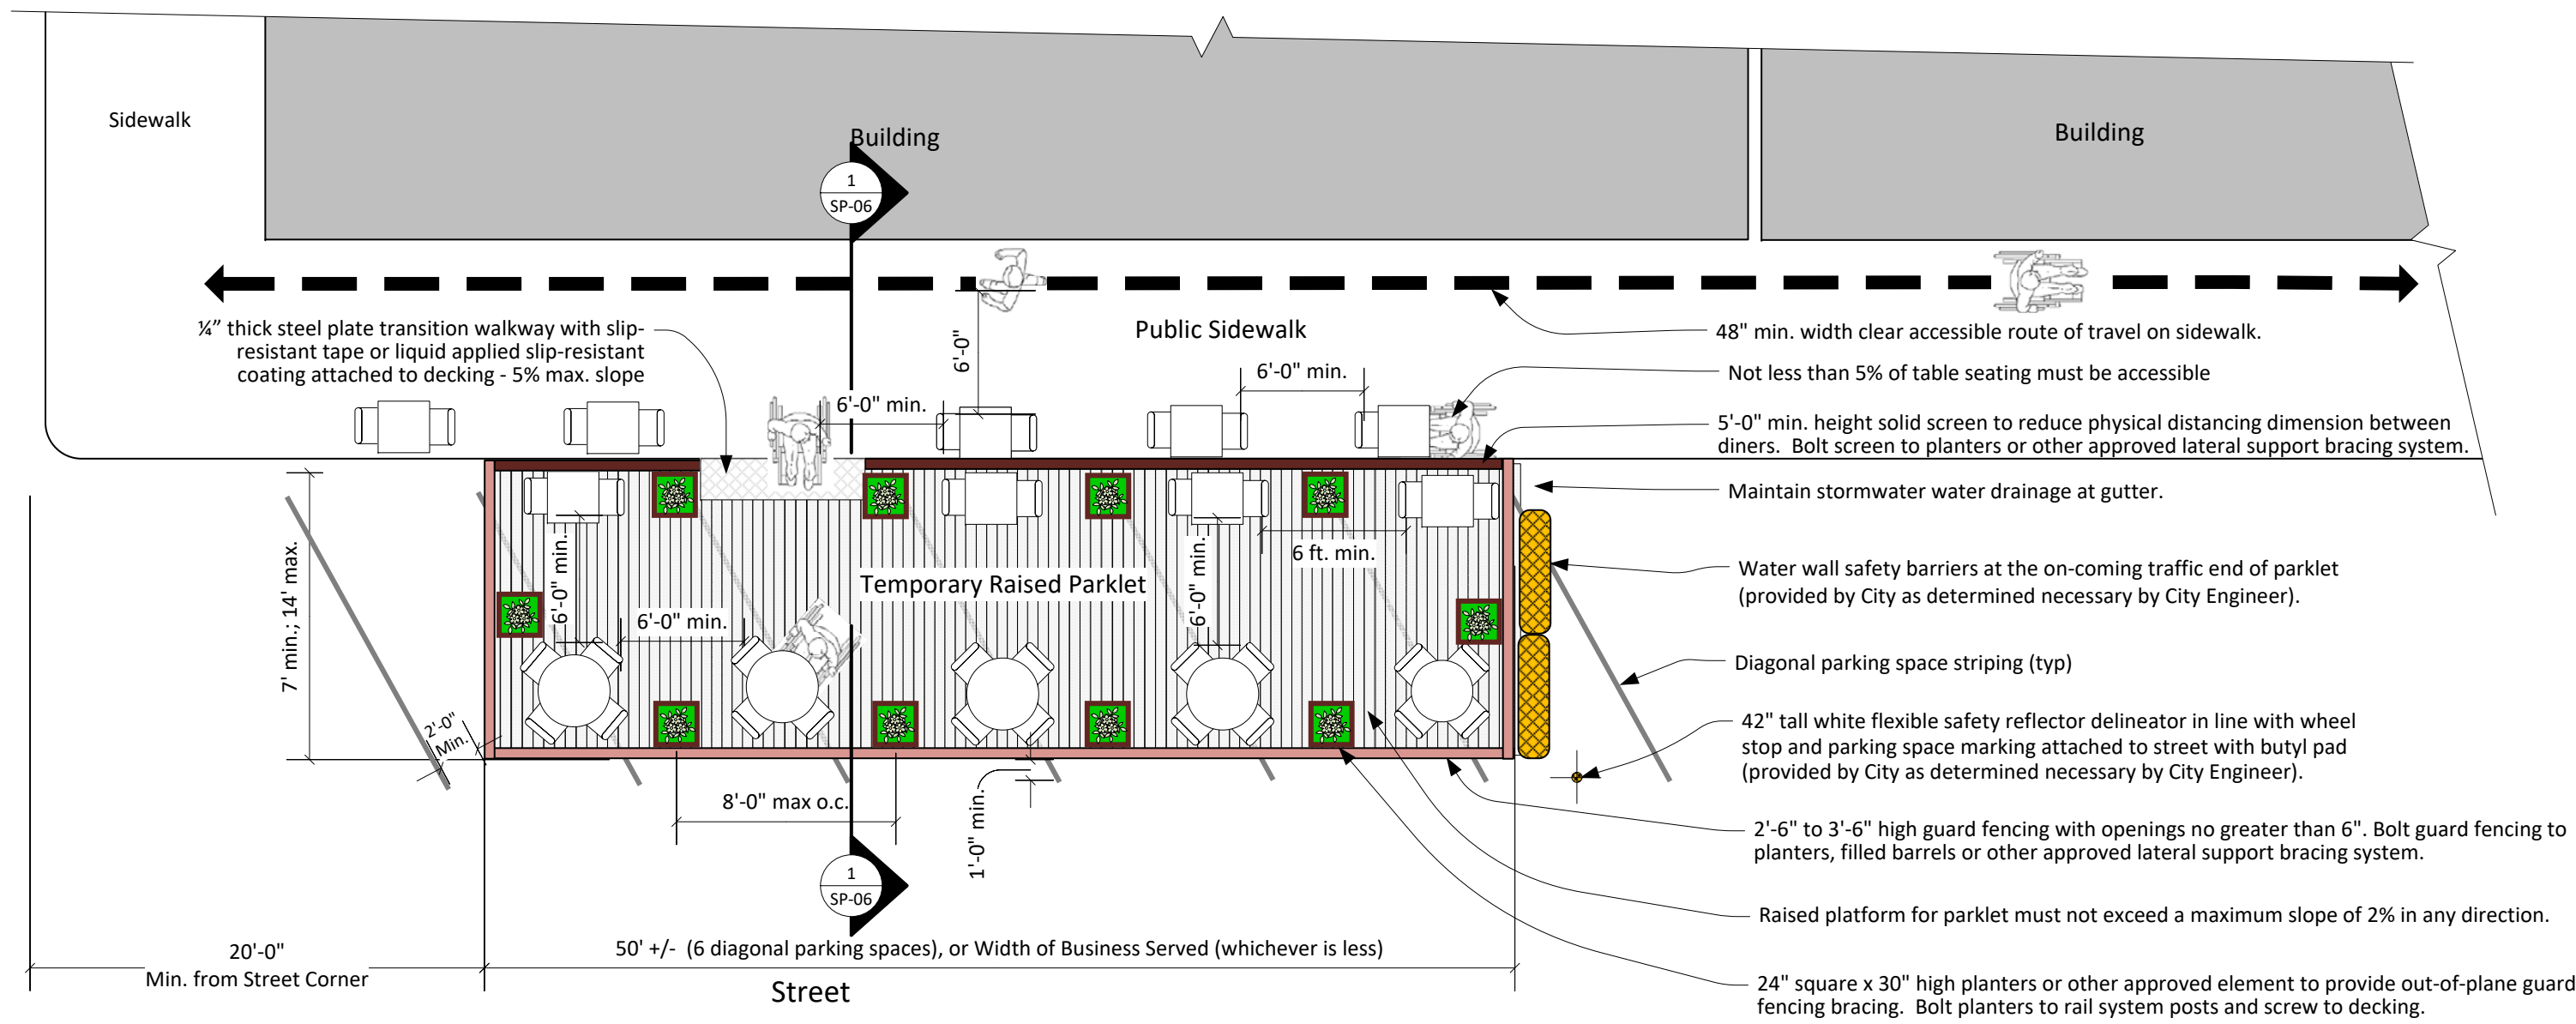 Sidewalk
Building
Building
1
SP-06
¼” thick steel plate transition walkway with slip-
resistant tape or liquid applied slip-resistant
coating attached to decking - 5% max. slope
Public Sidewalk
6'-0"
6'-0" min.
6'-0" min.
48" min. width clear accessible route of travel on sidewalk.
Not less than 5% of table seating must be accessible
5'-0" min. height solid screen to reduce physical distancing dimension between
diners.  Bolt screen to planters or other approved lateral support bracing system.
Maintain stormwater water drainage at gutter.
7' min.; 14' max.
6'-0" min.
6'-0" min.
Temporary Raised Parklet
6'-0" min.
6 ft. min.
Water wall safety barriers at the on-coming traffic end of parklet
(provided by City as determined necessary by City Engineer).
Diagonal parking space striping (typ)
2'-0"
Min.
42" tall white flexible safety reflector delineator in line with wheel
stop and parking space marking attached to street with butyl pad
(provided by City as determined necessary by City Engineer).
8'-0" max o.c.
1'-0" min.
2'-6" to 3'-6" high guard fencing with openings no greater than 6". Bolt guard fencing to
planters, filled barrels or other approved lateral support bracing system.
1
SP-06
Raised platform for parklet must not exceed a maximum slope of 2% in any direction.
20'-0"
Min. from Street Corner
50' +/-  (6 diagonal parking spaces), or Width of Business Served (whichever is less)
Street
24" square x 30" high planters or other approved element to provide out-of-plane guard
fencing bracing.  Bolt planters to rail system posts and screw to decking.